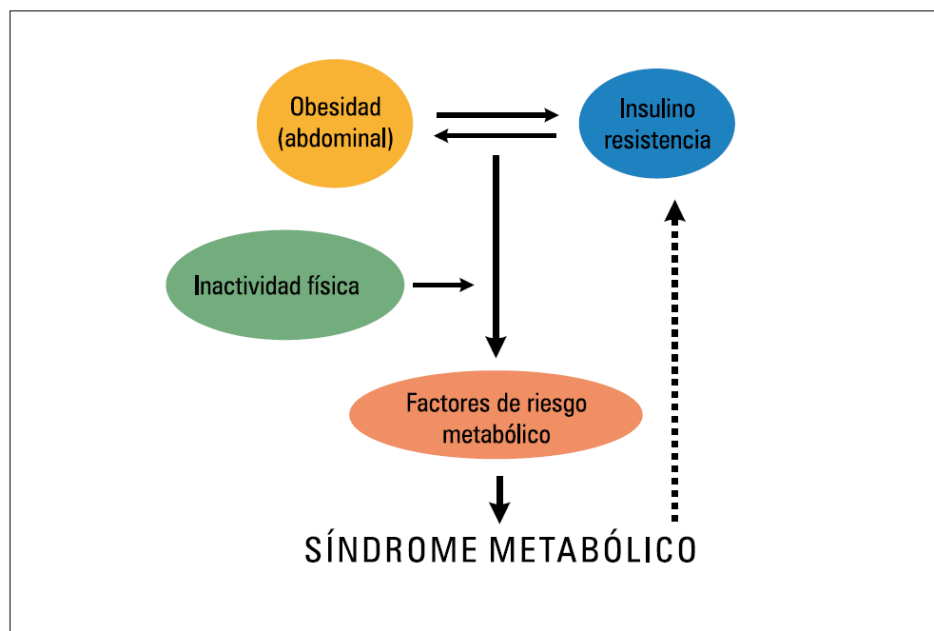 Obesidad
(abdominal)
Insulino
resistencia
Inactividad física
Factores de riesgo
metabólico
SÍNDROME METABÓLICO